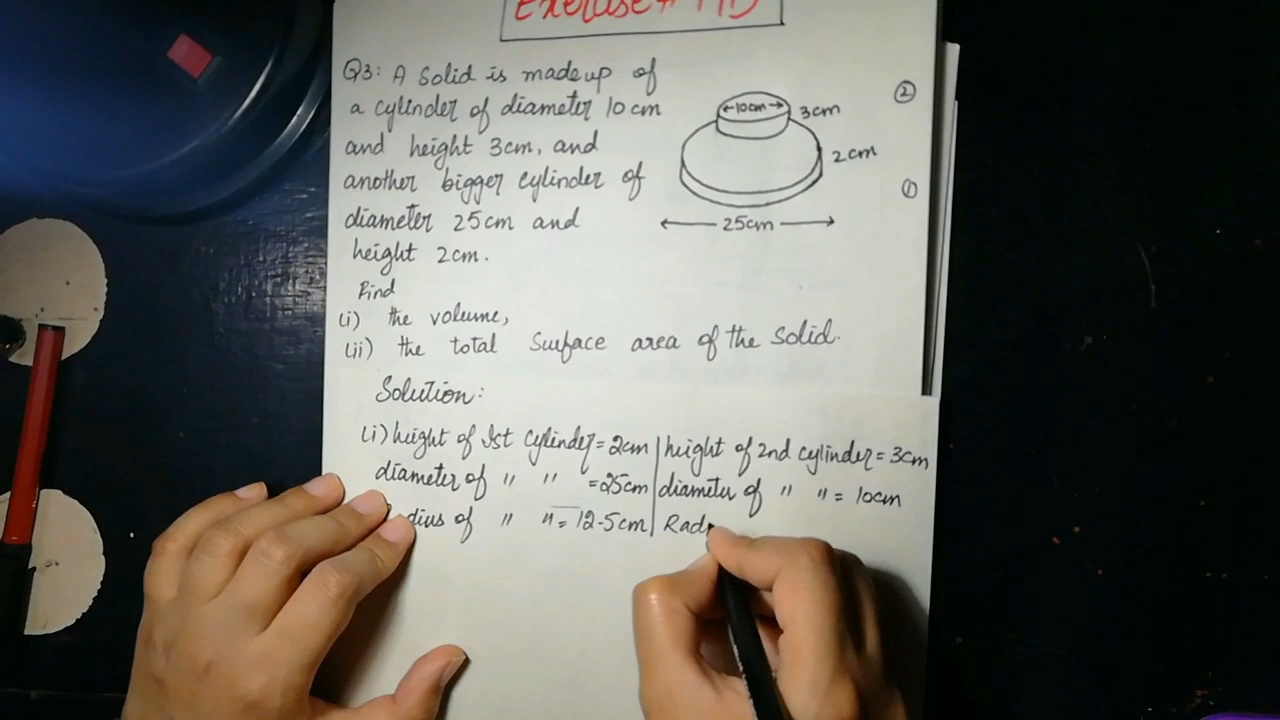 Exercise #
Q3: A Solid is made up of
a cylinder of diameter 10 cm
and height 3cm, and
another bigger cylinder of
diameter 25cm and
height 2cm.
10cm
3cm
2cm
25cm
②
①
Find
(i) the volume,
(ii) the total Surface area of the Solid.
Solution:
(i) height of Ist cylinder = 2cm | height of 2nd cylinder = 3cm
diameter of " " = 25cm | diameter of " " = 10cm
dius of " " = 12.5cm | Rad